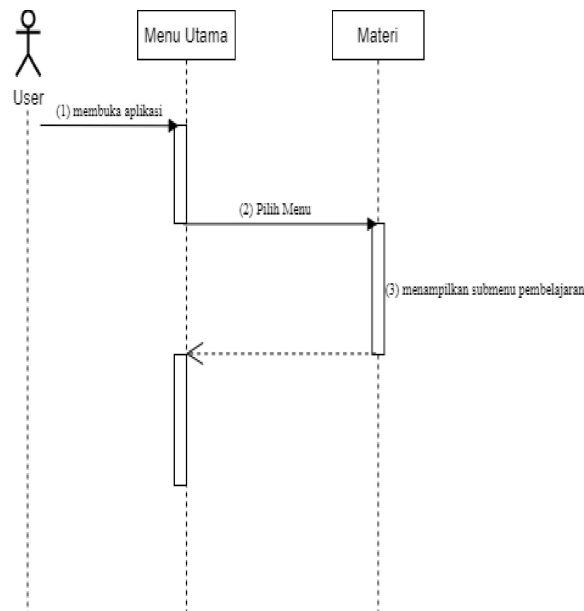 Menu Utama
Materi
User
(1) membuka aplikasi
(2) Pilih Menu
(3) menampilkan submenu pembelajaran